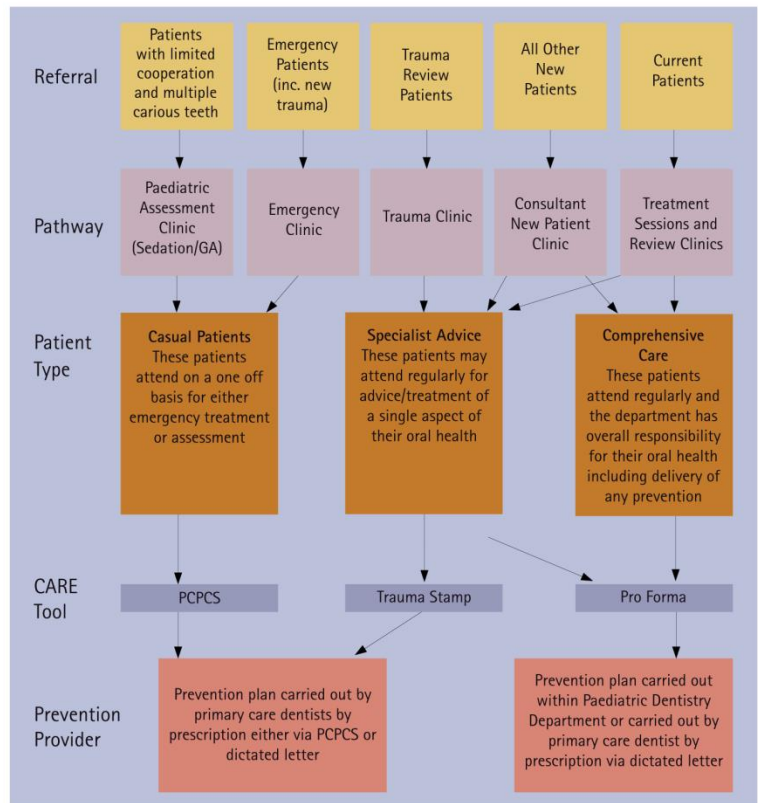 Referral
Patients
with limited
cooperation
and multiple
carious teeth
Emergency
Patients
(inc. new
trauma)
Trauma
Review
Patients
All Other
New
Patients
Current
Patients
Pathway
Paediatric
Assessment
Clinic
(Sedation/GA)
Emergency
Clinic
Trauma Clinic
Consultant
New Patient
Clinic
Treatment
Sessions and
Review Clinics
Patient
Type
Casual Patients
These patients
attend on a one off
basis for either
emergency treatment
or assessment
Specialist Advice
These patients may
attend regularly for
advice/treatment of
a single aspect of
their oral health
Comprehensive
Care
These patients
attend regularly and
the department has
overall responsibility
for their oral health
including delivery of
any prevention
CARE
Tool
PCPCS
Trauma Stamp
Pro Forma
Prevention
Provider
Prevention plan carried out by
primary care dentists by
prescription either via PCPCS or
dictated letter
Prevention plan carried out
within Paediatric Dentistry
Department or carried out by
primary care dentist by
prescription via dictated letter